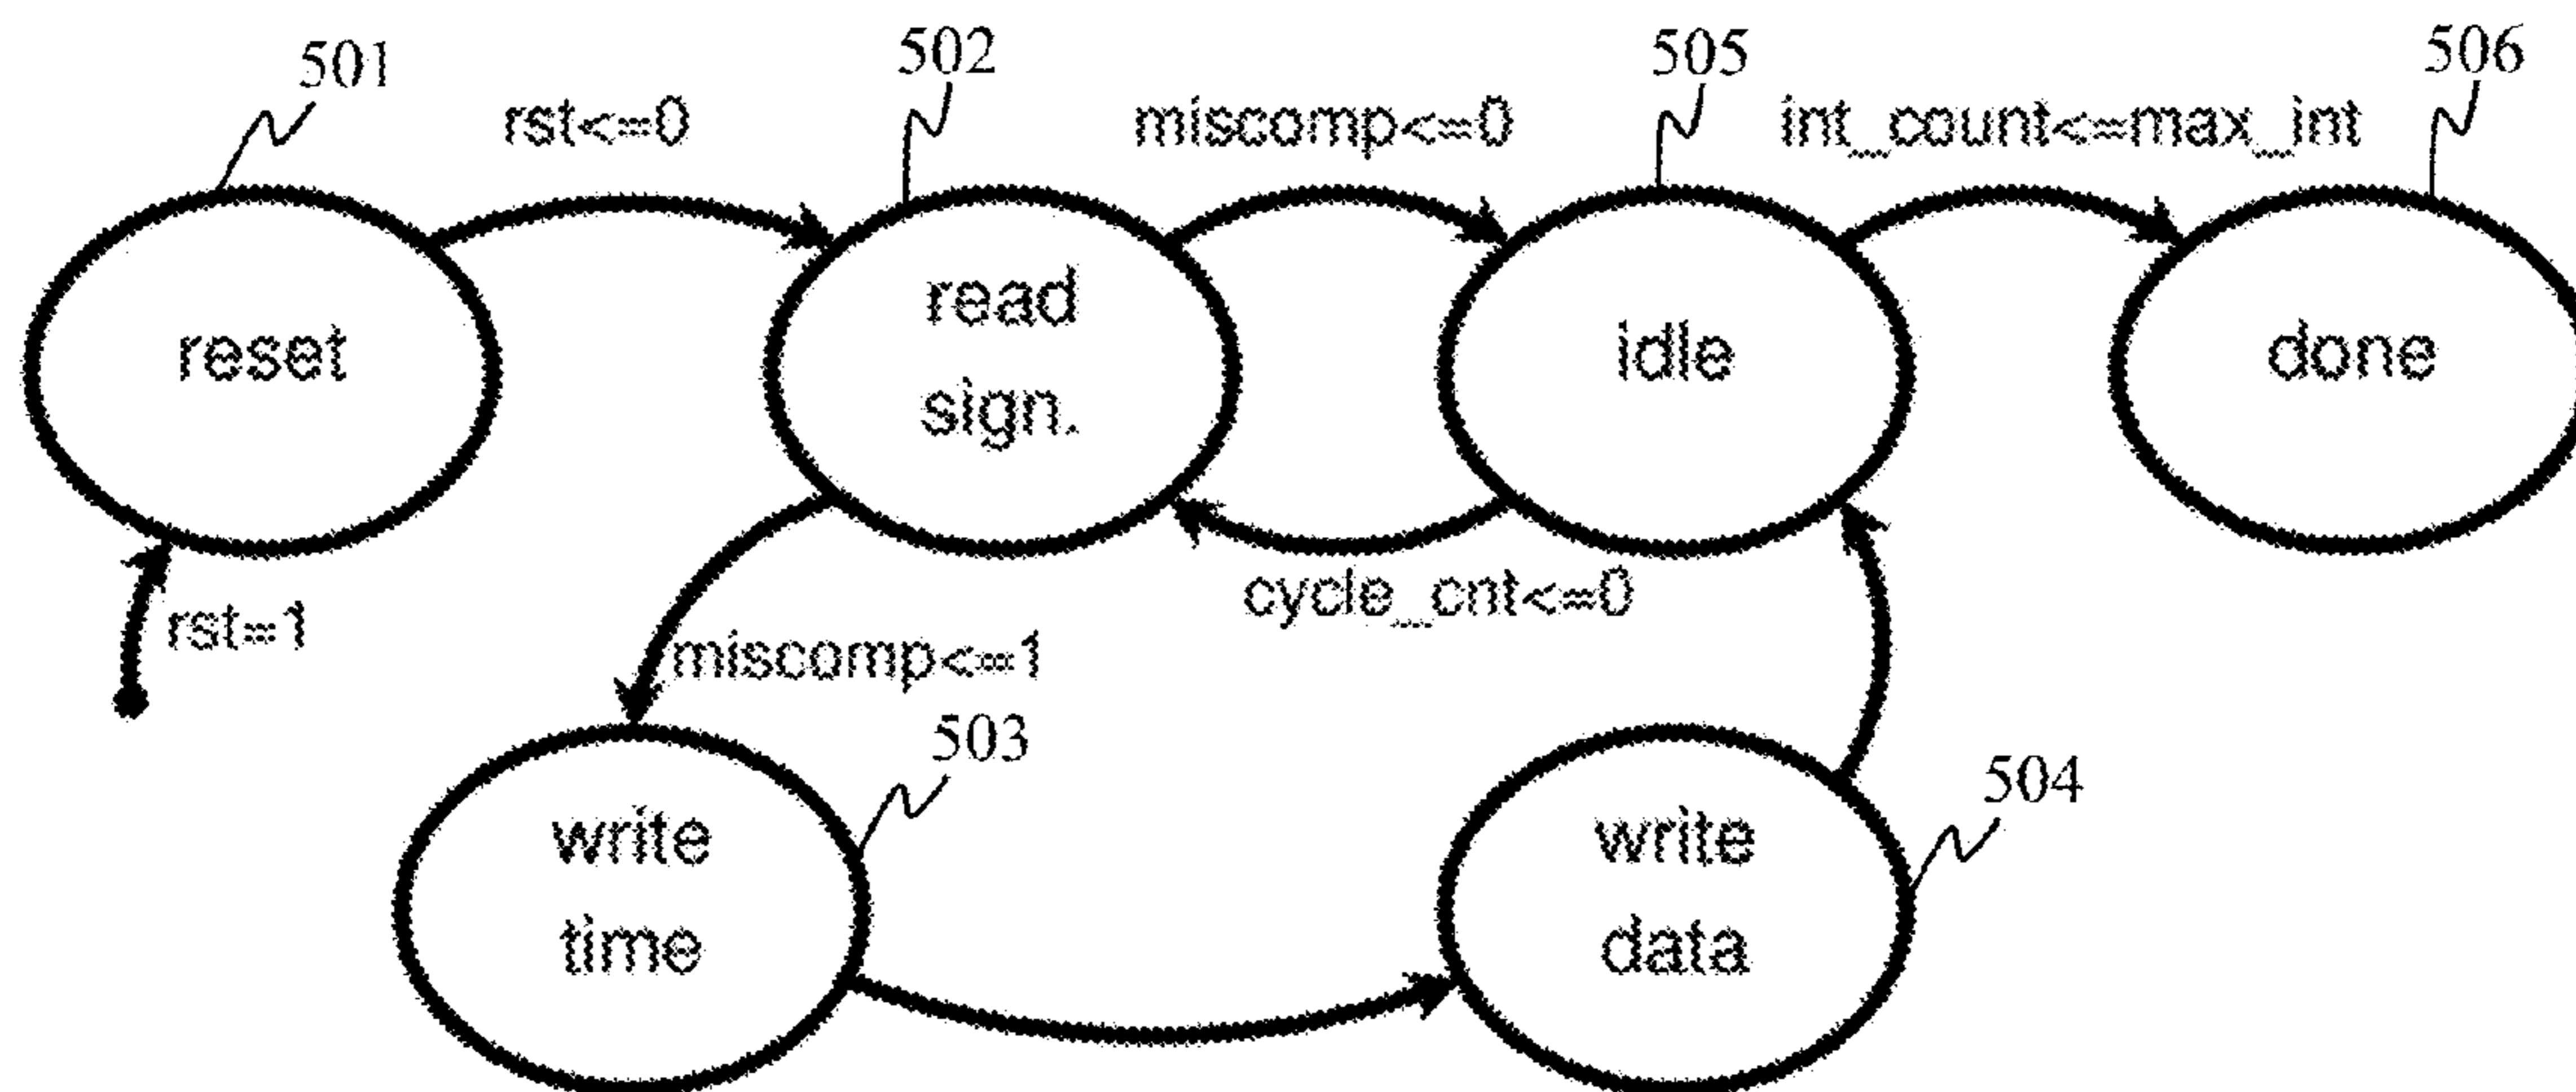 501
502
505
506
rst<=0
miscomp<=0
int_count<=max_int
reset
read
sign.
idle
done
rst=1
cycle_cnt<=0
miscomp<=1
503
504
write
time
write
data